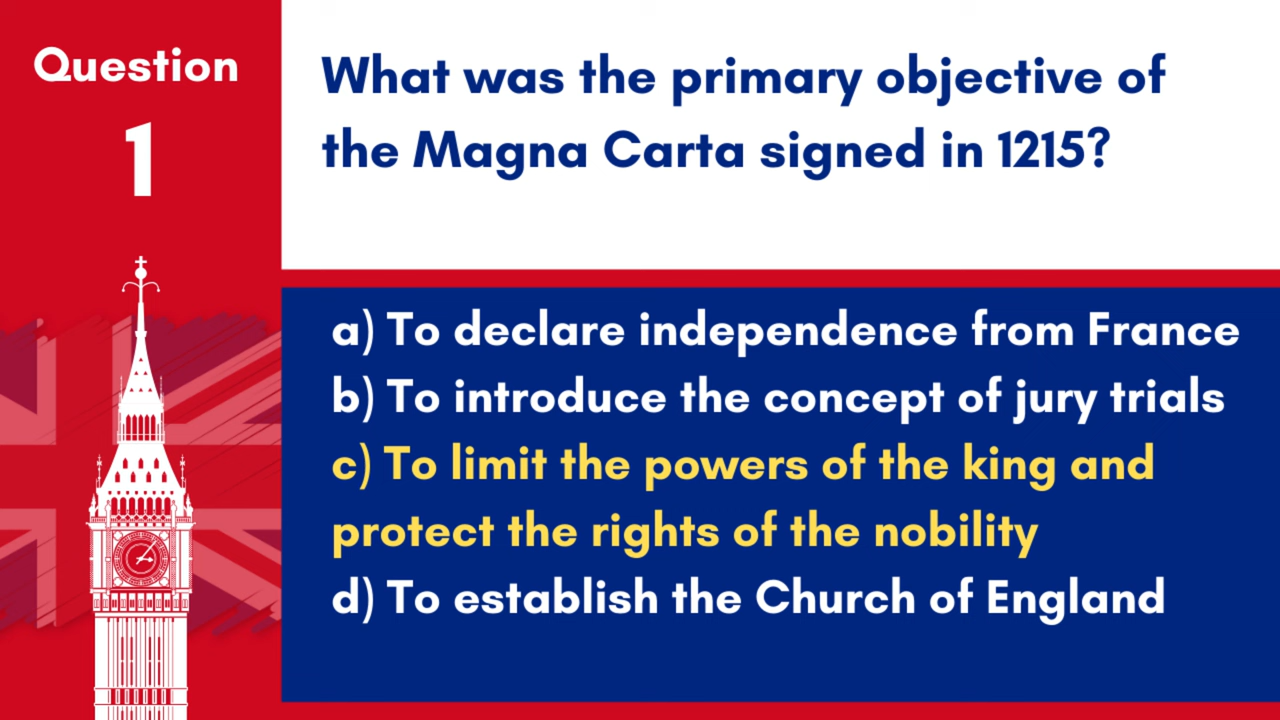 Question
1
What was the primary objective of
the Magna Carta signed in 1215?
a) To declare independence from France
b) To introduce the concept of jury trials
c) To limit the powers of the king and
protect the rights of the nobility
d) To establish the Church of England